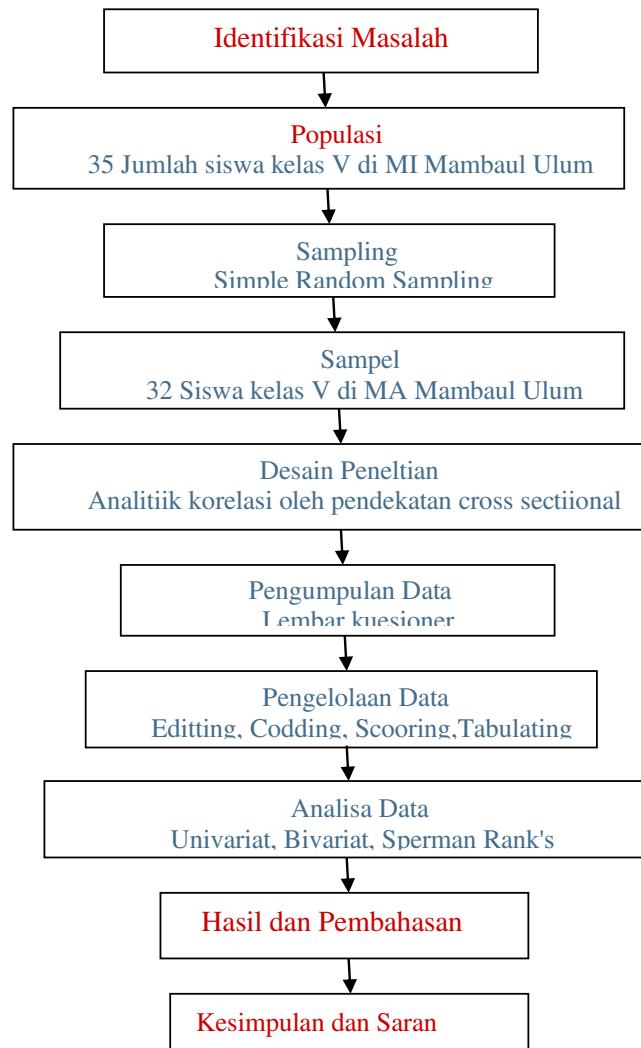 Identifikasi Masalah
Populasi
35 Jumlah siswa kelas V di MI Mambaul Ulum
Sampling
Simple Random Sampling
Sampel
32 Siswa kelas V di MA Mambaul Ulum
Desain Peneltian
Analitiik korelasi oleh pendekatan cross sectiional
Pengumpulan Data
Lembar kuesioner
Pengelolaan Data
Editting, Codding, Scooring,Tabulating
Analisa Data
Univariat, Bivariat, Sperman Rank's
Hasil dan Pembahasan
Kesimpulan dan Saran